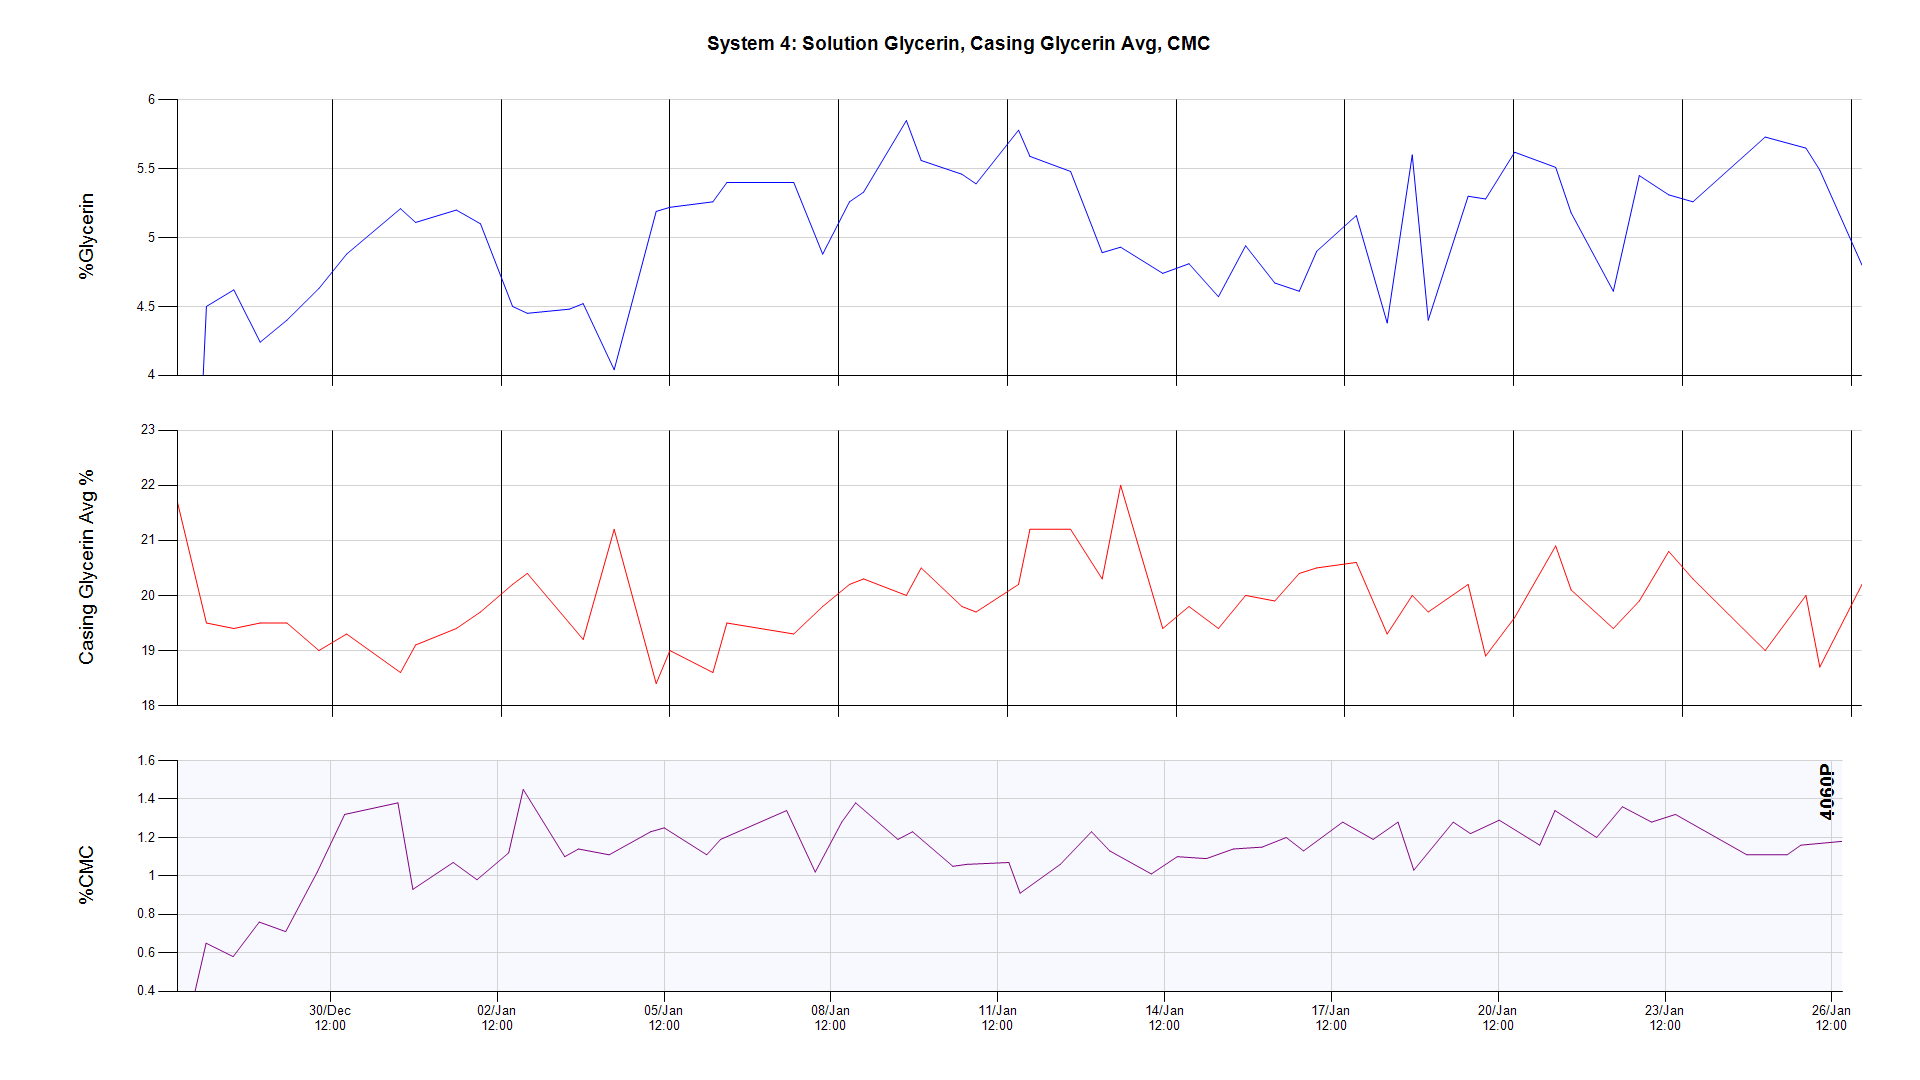 System 4: Solution Glycerin, Casing Glycerin Avg, CMC
%Glycerin
6
5.5
5
4.5
4
Casing Glycerin Avg %
23
22
21
20
19
18
%CMC
1.6
1.4
1.2
1
0.8
0.6
0.4
4060P
30/Dec 02/Jan 05/Jan 08/Jan 11/Jan 14/Jan 17/Jan 20/Jan 23/Jan 26/Jan
12:00 12:00 12:00 12:00 12:00 12:00 12:00 12:00 12:00 12:00